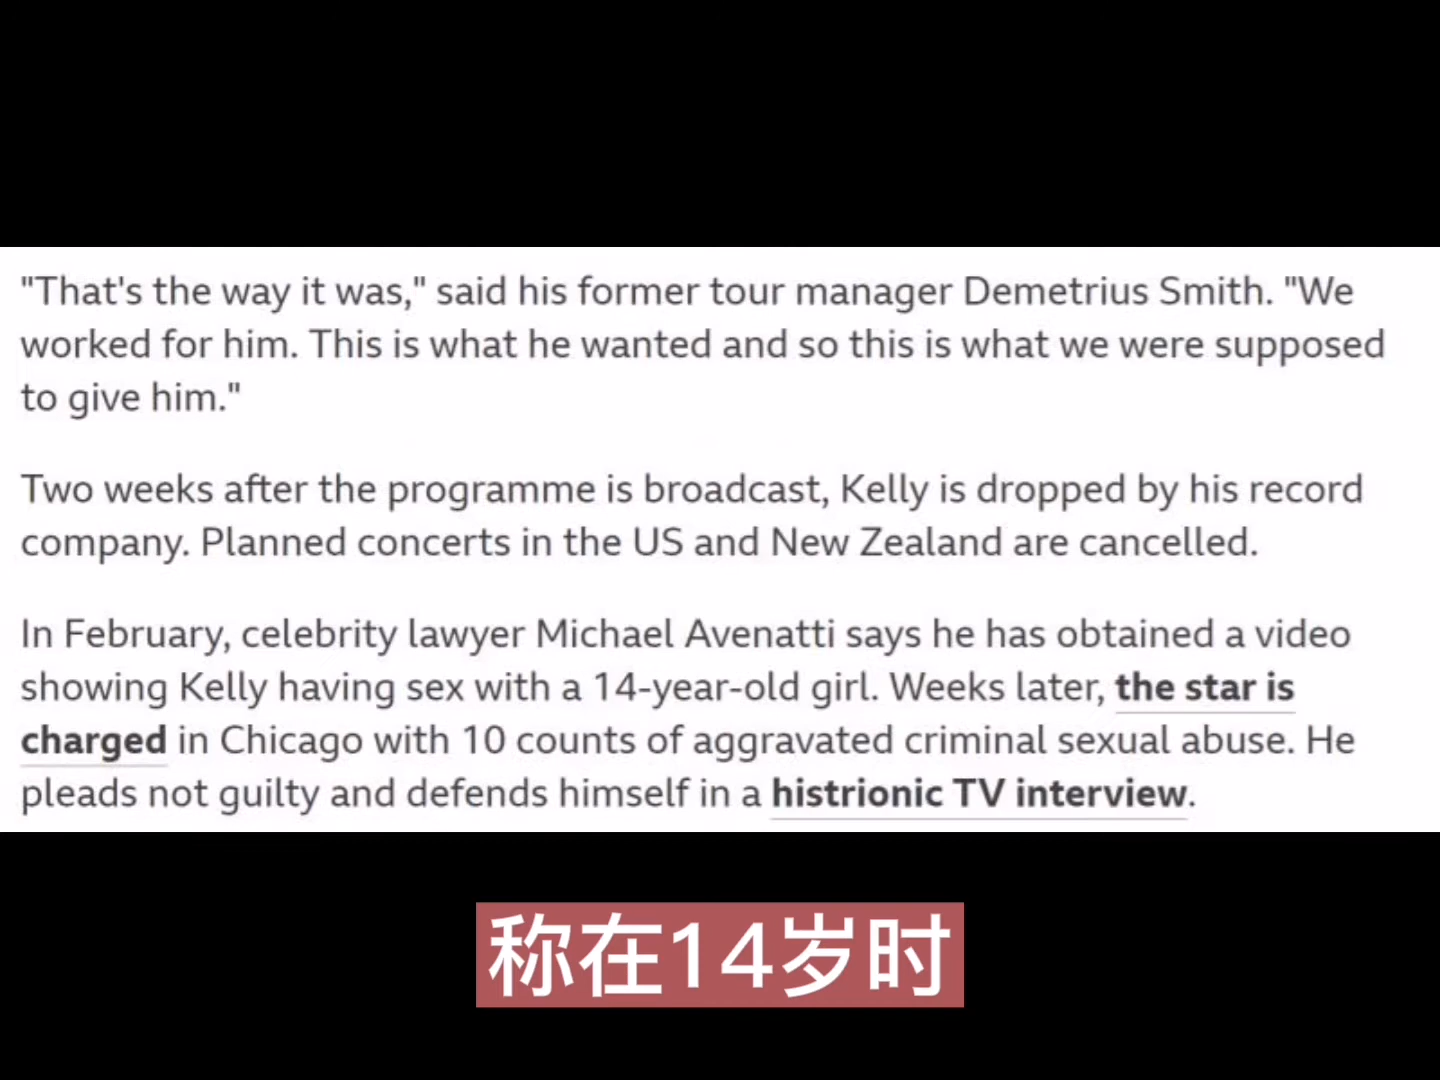 "That's the way it was," said his former tour manager Demetrius Smith. "We
worked for him. This is what he wanted and so this is what we were supposed
to give him."
Two weeks after the programme is broadcast, Kelly is dropped by his record
company. Planned concerts in the US and New Zealand are cancelled.
In February, celebrity lawyer Michael Avenatti says he has obtained a video
showing Kelly having sex with a 14-year-old girl. Weeks later, the star is
charged in Chicago with 10 counts of aggravated criminal sexual abuse. He
pleads not guilty and defends himself in a histrionic TV interview.
称在14岁时